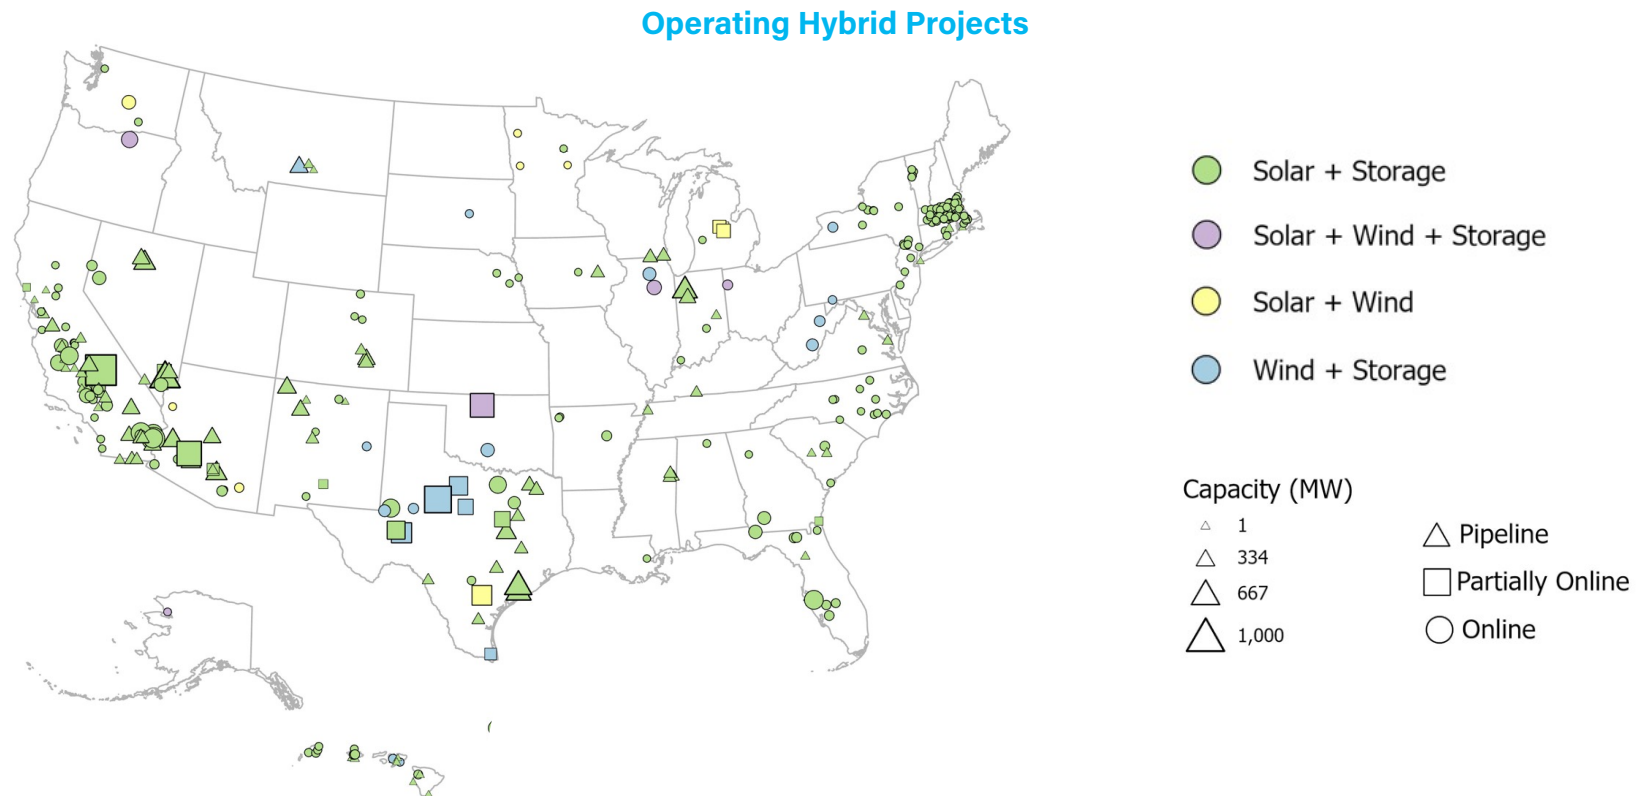 Operating Hybrid Projects
Solar + Storage
Solar + Wind + Storage
Solar + Wind
Wind + Storage
Capacity (MW)
1
334
667
1,000
Pipeline
Partially Online
Online